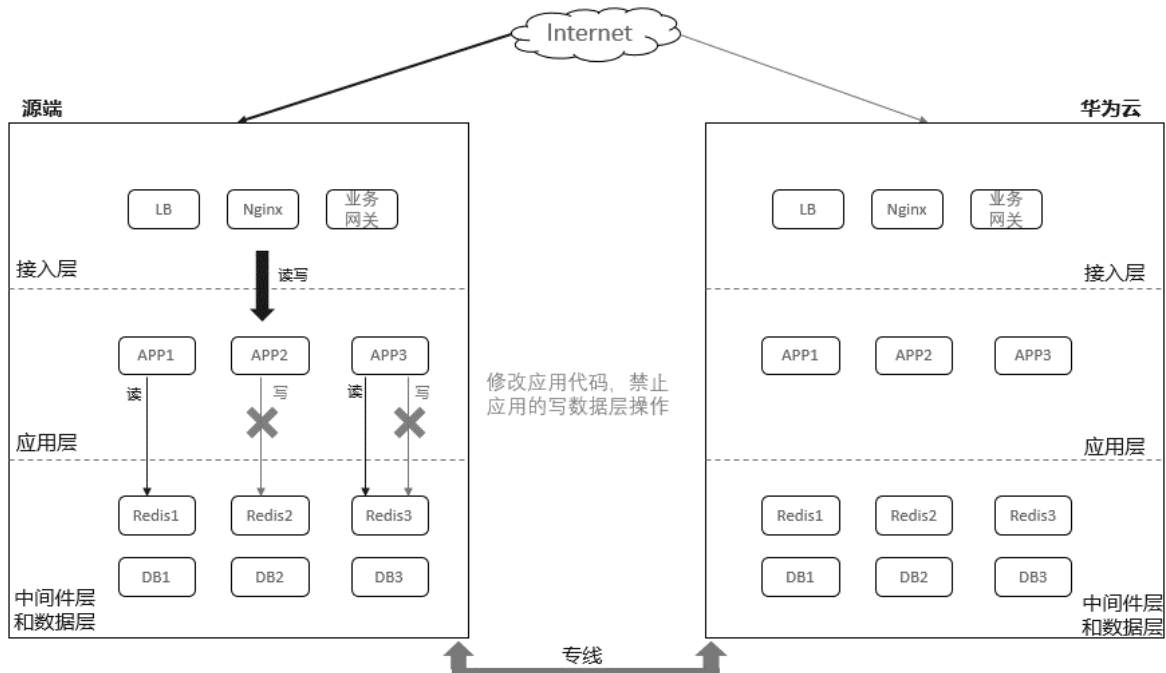 Internet
源端
华为云
LB
Nginx
业务
网关
读写
接入层
APP1
APP2
APP3
读
写
读
写
应用层
Redis1
Redis2
Redis3
DB1
DB2
DB3
中间件层
和数据层
修改应用代码，禁止
应用的写数据层操作
LB
Nginx
业务
网关
接入层
APP1
APP2
APP3
应用层
Redis1
Redis2
Redis3
DB1
DB2
DB3
中间件层
和数据层
专线